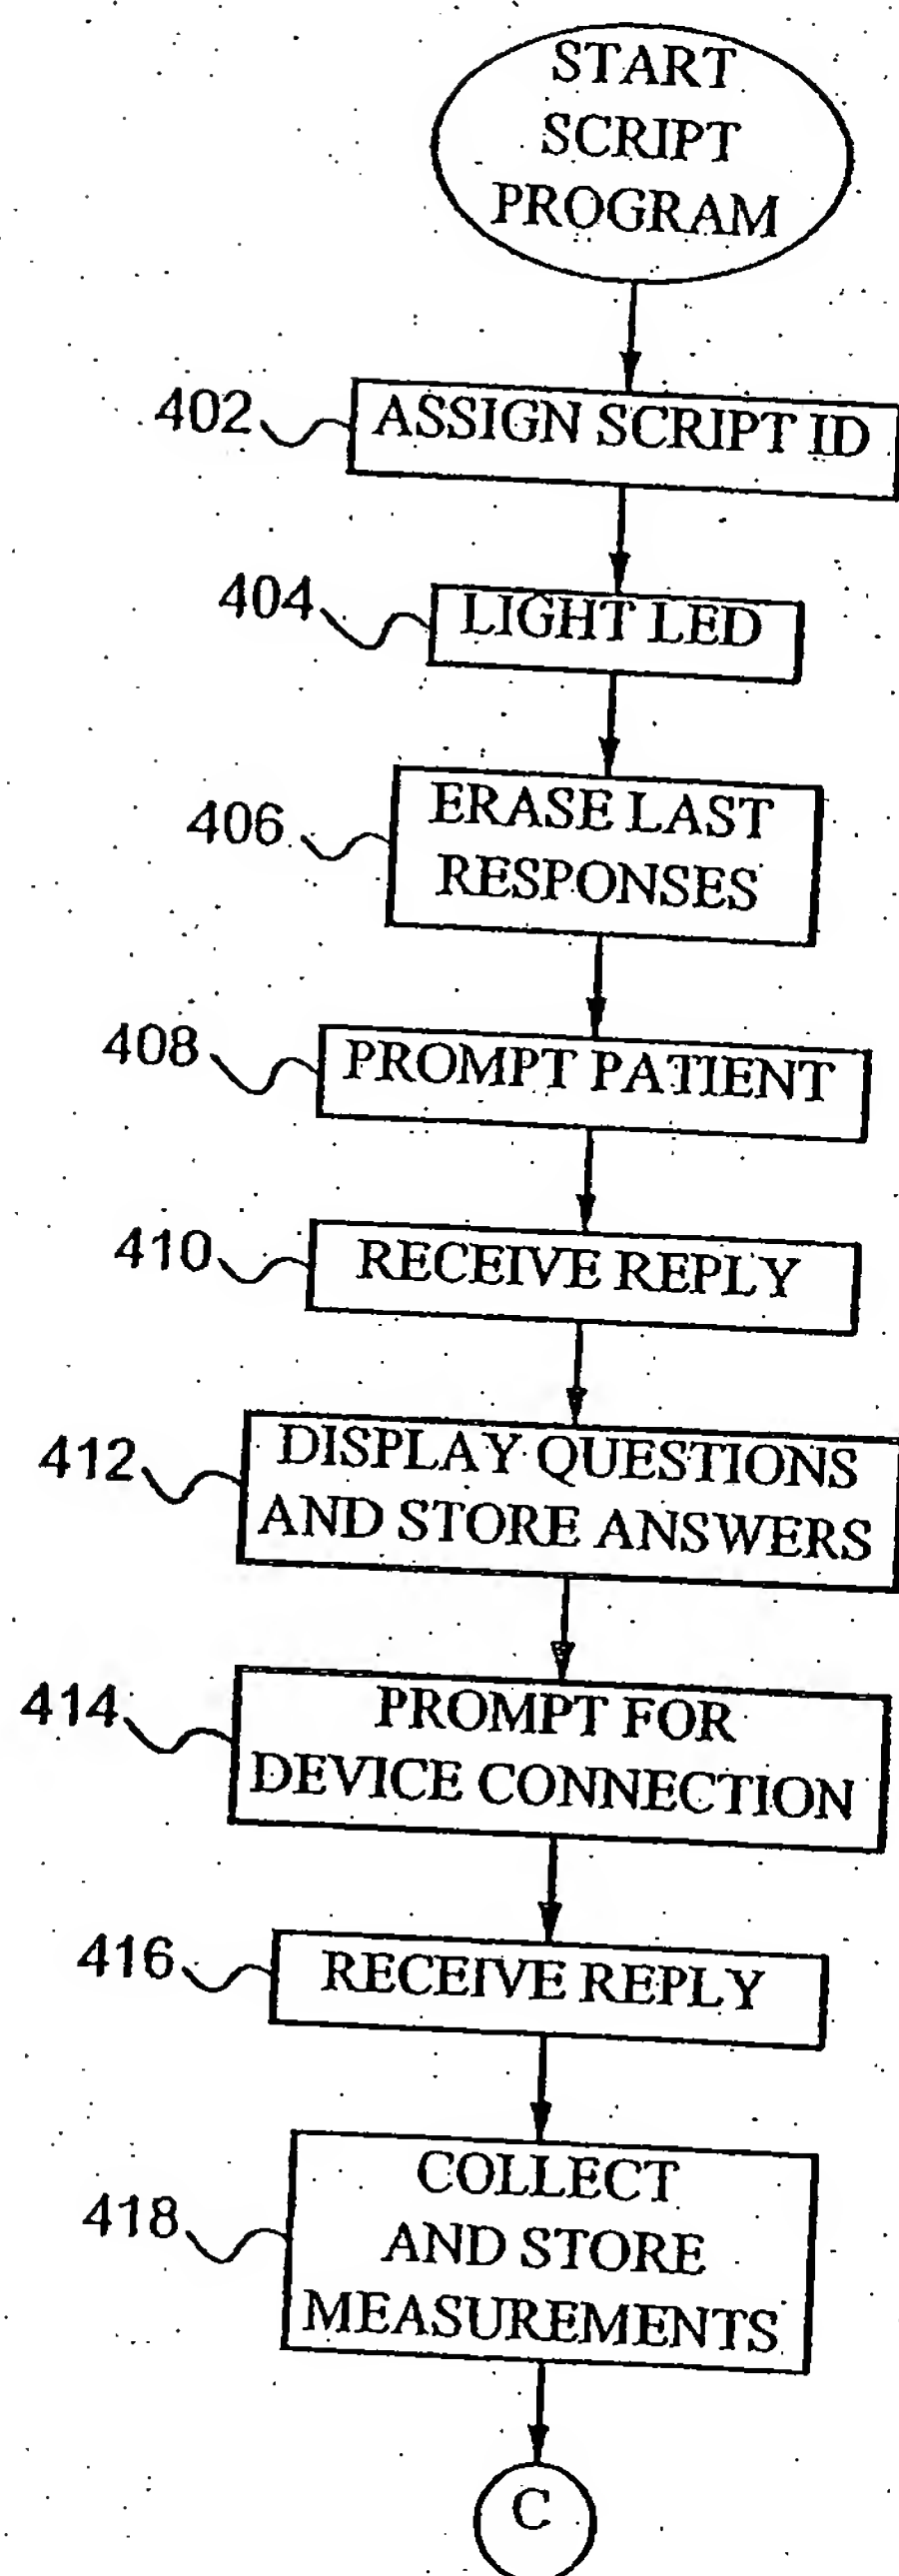 START
SCRIPT
PROGRAM
402
ASSIGN SCRIPT ID
404
LIGHT LED
406
ERASE LAST
RESPONSES
408
PROMPT PATIENT
410
RECEIVE REPLY
412
DISPLAY QUESTIONS
AND STORE ANSWERS
414
PROMPT FOR
DEVICE CONNECTION
416
RECEIVE REPLY
418
COLLECT
AND STORE
MEASUREMENTS
C